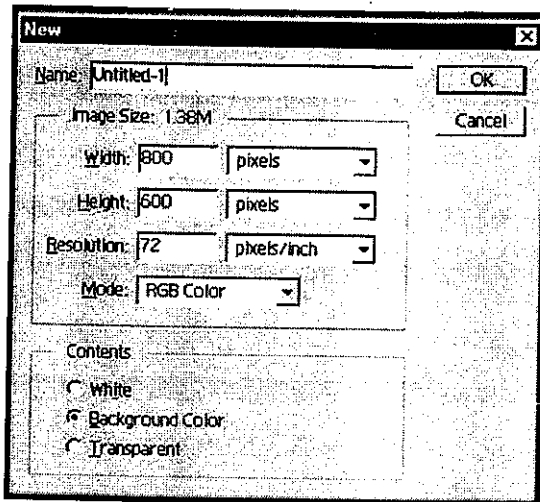 New
Name: Untitled-1
OK
Image Size: 1.38M
Cancel
Width: 800 pixels
Height: 600 pixels
Resolution: 72 pixels/inch
Mode: RGB Color
Contents
White
Background Color
Transparent